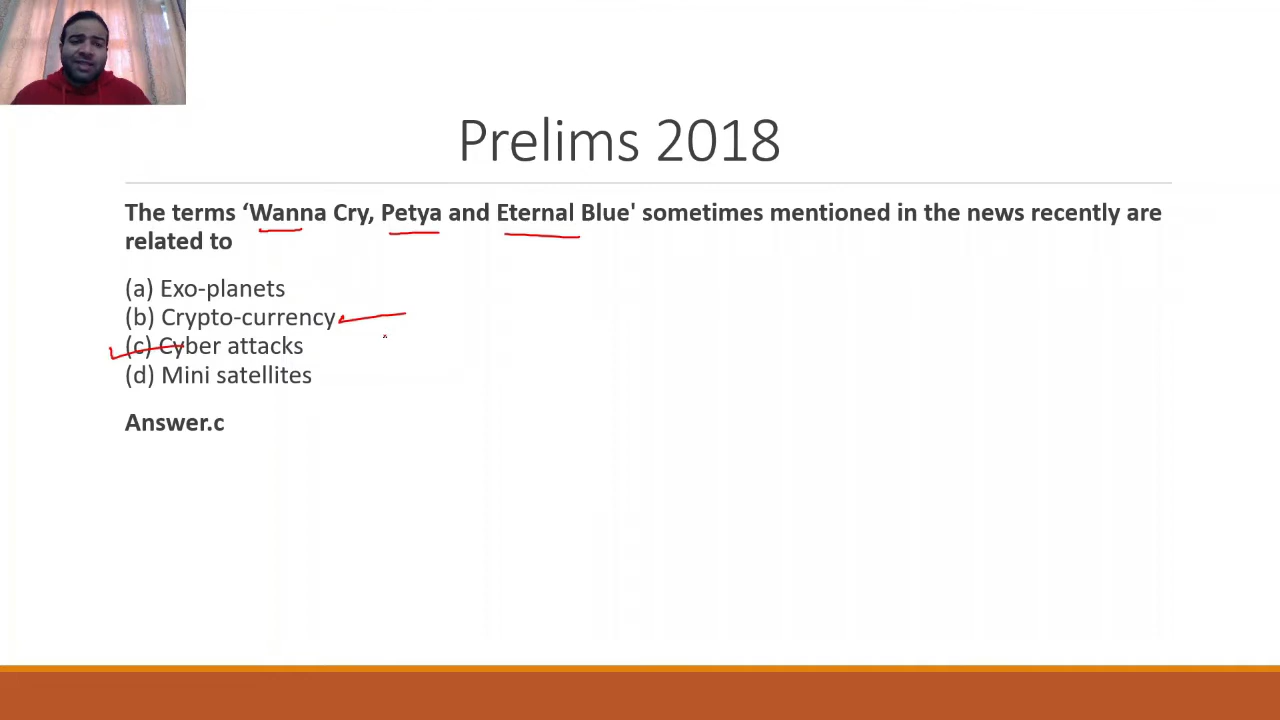 Prelims 2018
The terms ‘Wanna Cry, Petya and Eternal Blue' sometimes mentioned in the news recently are
related to
(a) Exo-planets
(b) Crypto-currency
(c) Cyber attacks
(d) Mini satellites
Answer.c